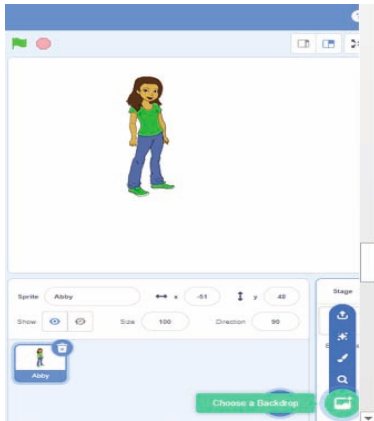 Sprite Abby x -51 y 48 Stage
Show Size 100 Direction 90
Abby
Choose a Backdrop